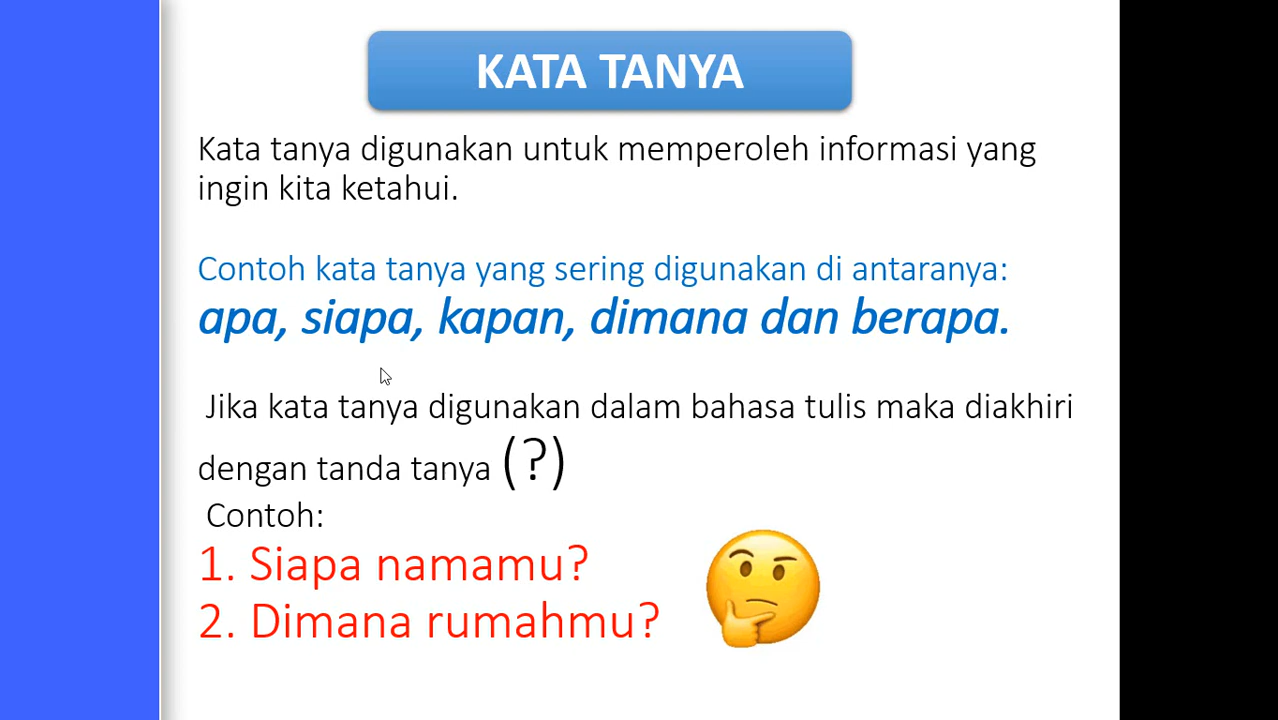 KATA TANYA
Kata tanya digunakan untuk memperoleh informasi yang
ingin kita ketahui.
Contoh kata tanya yang sering digunakan di antaranya:
apa, siapa, kapan, dimana dan berapa.
Jika kata tanya digunakan dalam bahasa tulis maka diakhiri
dengan tanda tanya (?)
Contoh:
1. Siapa namamu?
2. Dimana rumahmu?